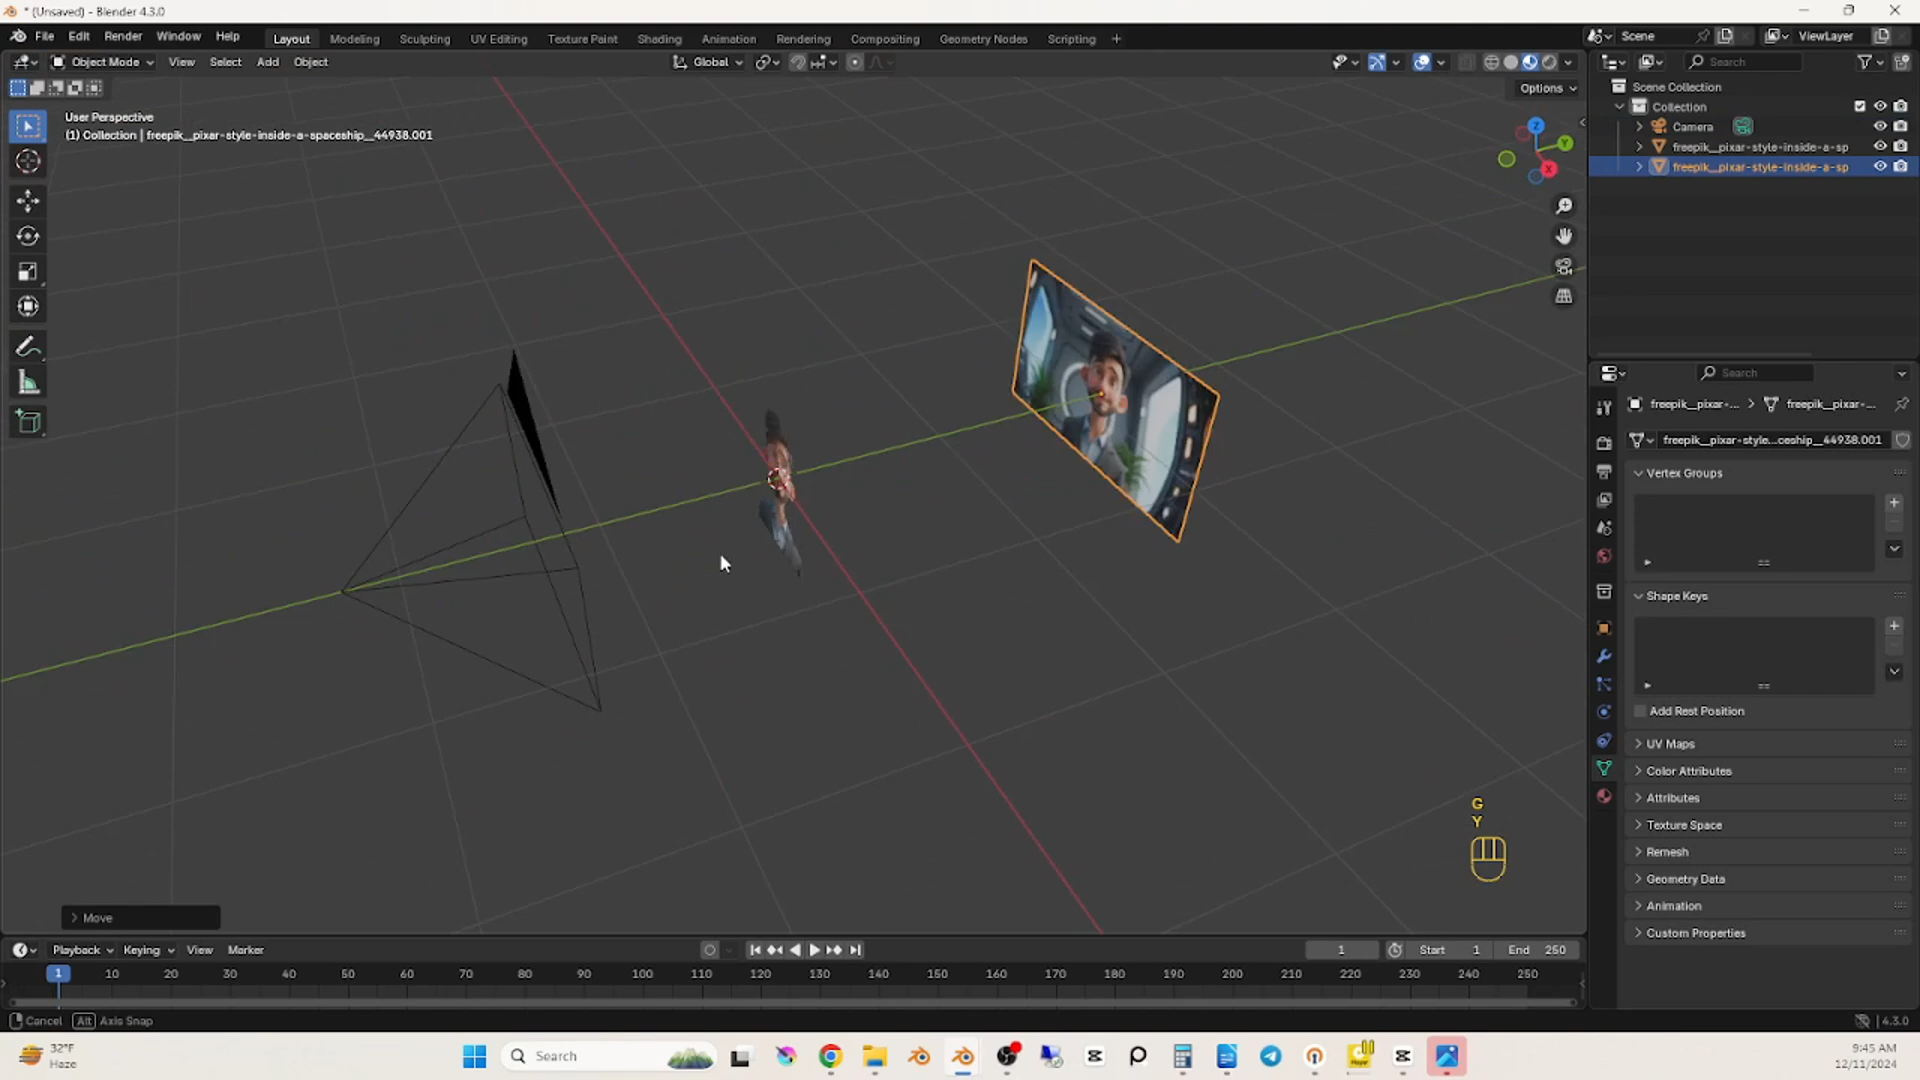 * (Unsaved) - Blender 4.3.0
File Edit Render Window Help
Layout Modeling Sculpting UV Editing Texture Paint Shading Animation Rendering Compositing Geometry Nodes Scripting +
Scene ViewLayer
Object Mode View Select Add Object
Global
Search
Options
User Perspective
(1) Collection | freepik__pixar-style-inside-a-spaceship__44938.001
Z
Y
X
Scene Collection
Collection
Camera
freepik__pixar-style-inside-a-sp
freepik__pixar-style-inside-a-sp
Search
freepik__pixar-... > freepik__pixar-...
freepik__pixar-style...ceship__44938.001
Vertex Groups
Shape Keys
Add Rest Position
UV Maps
Color Attributes
Attributes
Texture Space
Remesh
Geometry Data
Animation
Custom Properties
G
Y
Move
Playback Keying View Marker
1 Start 1 End 250
1 10 20 30 40 50 60 70 80 90 100 110 120 130 140 150 160 170 180 190 200 210 220 230 240 250
Cancel Alt Axis Snap
4.3.0
32°F
Haze
Search
9:45 AM
12/11/2024